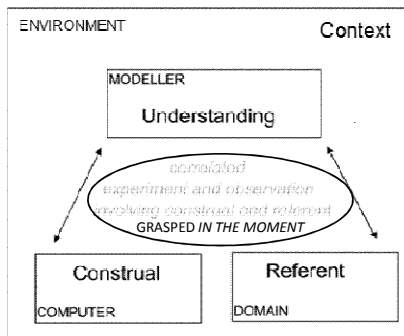 ENVIRONMENT
Context
MODELLER
Understanding
correlated
experiment and observation
involving construal and referent
GRASPED IN THE MOMENT
Construal
COMPUTER
Referent
DOMAIN